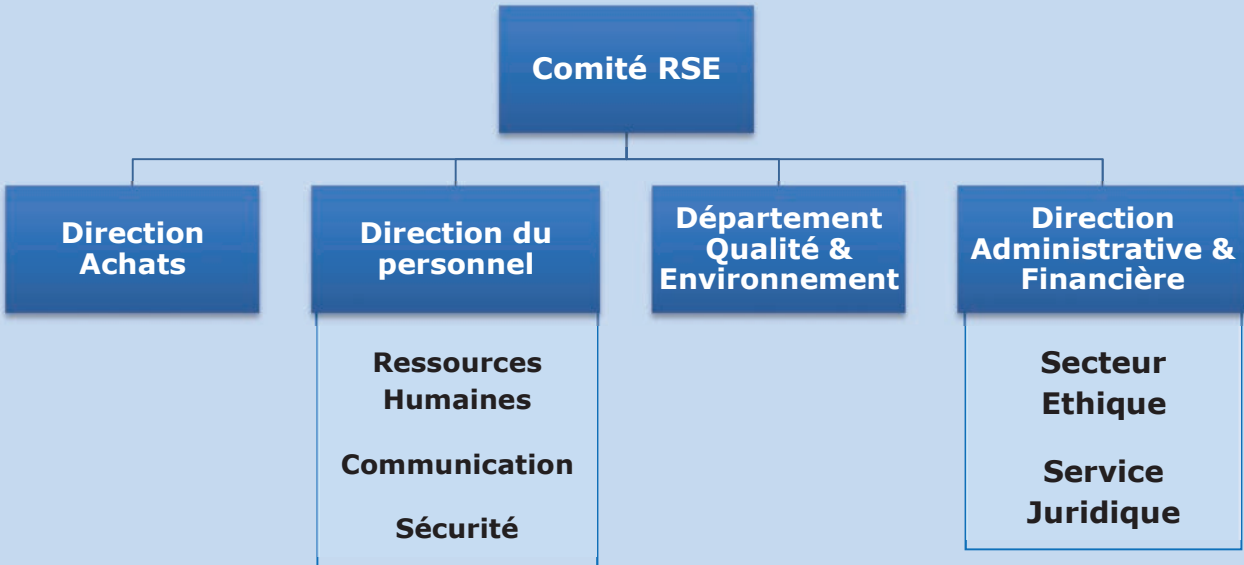 Comité RSE
Direction
Achats
Direction du
personnel
Département
Qualité &
Environnement
Direction
Administrative &
Financière
Ressources
Humaines
Communication
Sécurité
Secteur
Ethique
Service
Juridique